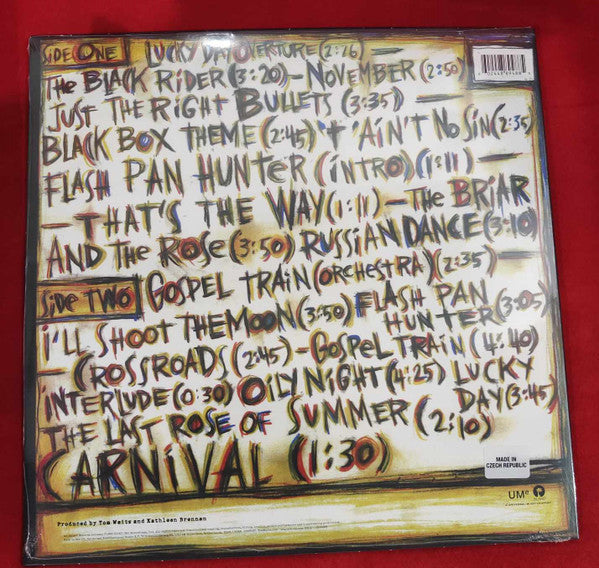 SIDE ONE LUCKY DAY OVERTURE (2:26)
THE BLACK RIDER (3:20) – NOVEMBER (2:50)
JUST THE RIGHT BULLETS (3:35) –
BLACK BOX THEME (2:45) 'T 'AIN'T NO SIN (2:35)
FLASH PAN HUNTER (INTRO) (1:11) –
– THAT'S THE WAY (1:11) – THE BRIAR
AND THE ROSE (3:50) RUSSIAN DANCE (3:10)
SIDE TWO GOSPEL TRAIN (ORCHESTRA) (2:35) –
I'LL SHOOT THE MOON (3:50) FLASH PAN HUNTER (3:05)
– CROSSROADS (2:45) – GOSPEL TRAIN (4:40)
INTERLUDE (0:30) OILY NIGHT (4:25) LUCKY DAY (3:45)
THE LAST ROSE OF SUMMER (2:10)
CARNIVAL (1:30)
MADE IN
CZECH REPUBLIC
UMe
Produced by Tom Waits and Kathleen Brennan